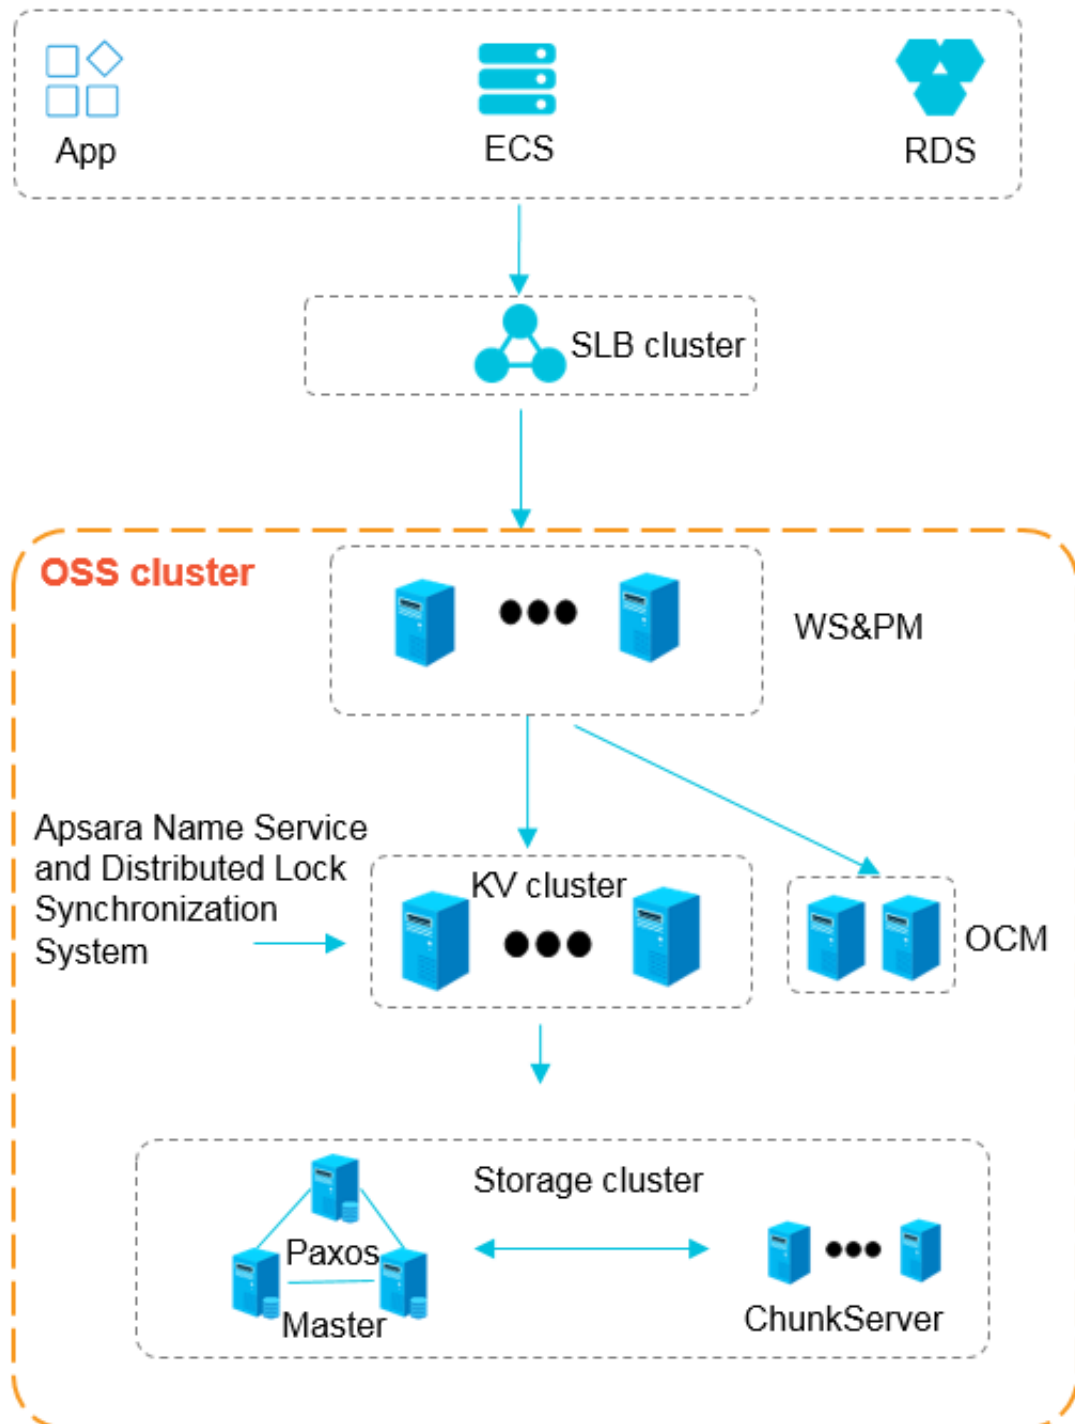 App
ECS
RDS
SLB cluster
OSS cluster
WS&PM
Apsara Name Service
and Distributed Lock
Synchronization
System
KV cluster
OCM
Storage cluster
Paxos
Master
ChunkServer